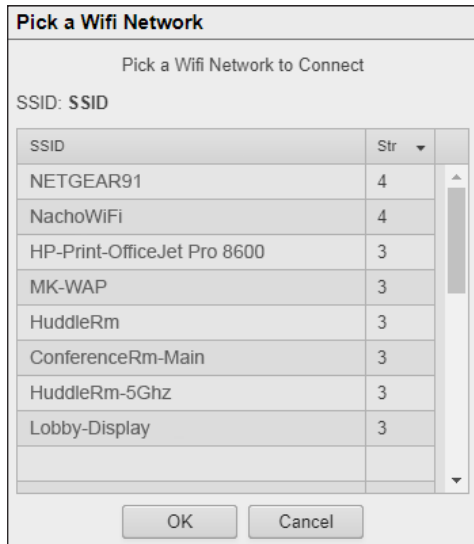 Pick a Wifi Network
Pick a Wifi Network to Connect
SSID: SSID
SSID Str
NETGEAR91 4
NachoWiFi 4
HP-Print-OfficeJet Pro 8600 3
MK-WAP 3
HuddleRm 3
ConferenceRm-Main 3
HuddleRm-5Ghz 3
Lobby-Display 3
OK Cancel